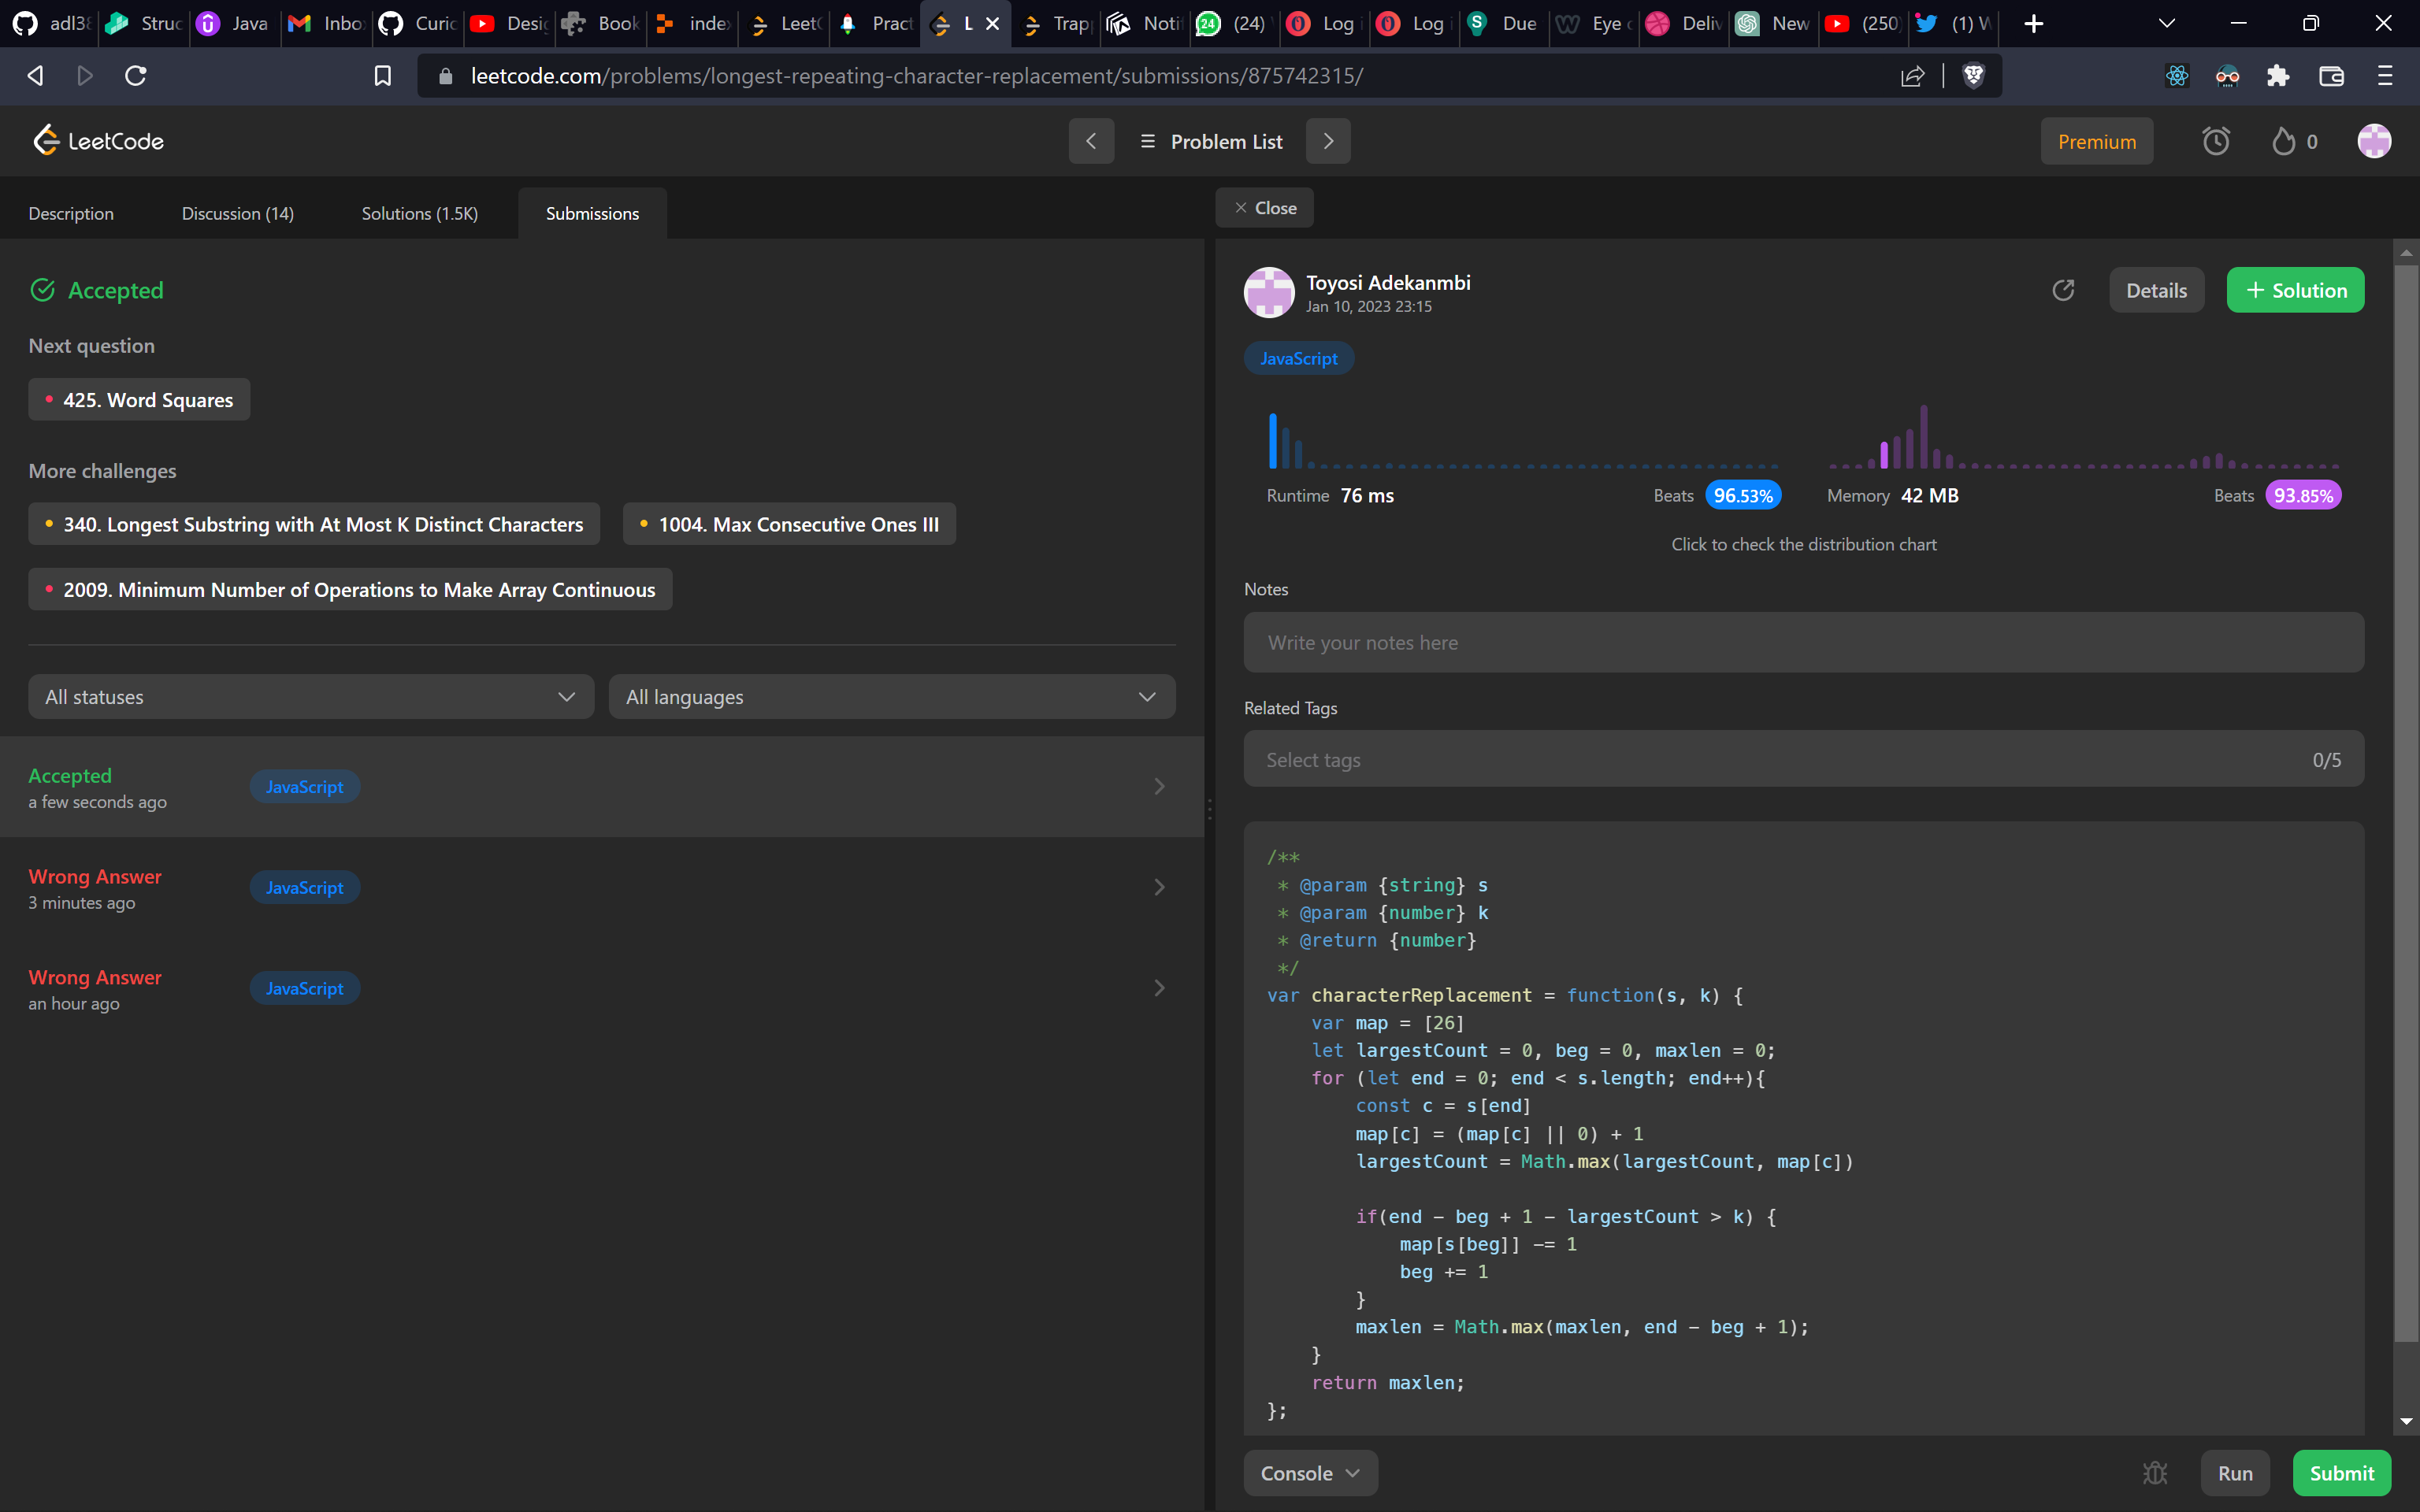 adl38 Struc Java Inbo Curio Desig Book index LeetC Pract L Trapp Notif (24) Log i Log i Due Eye c Deliv New (250) (1) W
leetcode.com/problems/longest-repeating-character-replacement/submissions/875742315/
LeetCode
Problem List
Premium
0
Description
Discussion (14)
Solutions (1.5K)
Submissions
Close
Accepted
Next question
425. Word Squares
More challenges
340. Longest Substring with At Most K Distinct Characters
1004. Max Consecutive Ones III
2009. Minimum Number of Operations to Make Array Continuous
All statuses
All languages
Accepted
a few seconds ago
JavaScript
Wrong Answer
3 minutes ago
JavaScript
Wrong Answer
an hour ago
JavaScript
Toyosi Adekanmbi
Jan 10, 2023 23:15
Details
+ Solution
JavaScript
Runtime 76 ms
Beats 96.53%
Memory 42 MB
Beats 93.85%
Click to check the distribution chart
Notes
Write your notes here
Related Tags
Select tags
0/5
/**
 * @param {string} s
 * @param {number} k
 * @return {number}
 */
var characterReplacement = function(s, k) {
    var map = [26]
    let largestCount = 0, beg = 0, maxlen = 0;
    for (let end = 0; end < s.length; end++){
        const c = s[end]
        map[c] = (map[c] || 0) + 1
        largestCount = Math.max(largestCount, map[c])
        if(end - beg + 1 - largestCount > k) {
            map[s[beg]] -= 1
            beg += 1
        }
        maxlen = Math.max(maxlen, end - beg + 1);
    }
    return maxlen;
};
Console
Run
Submit